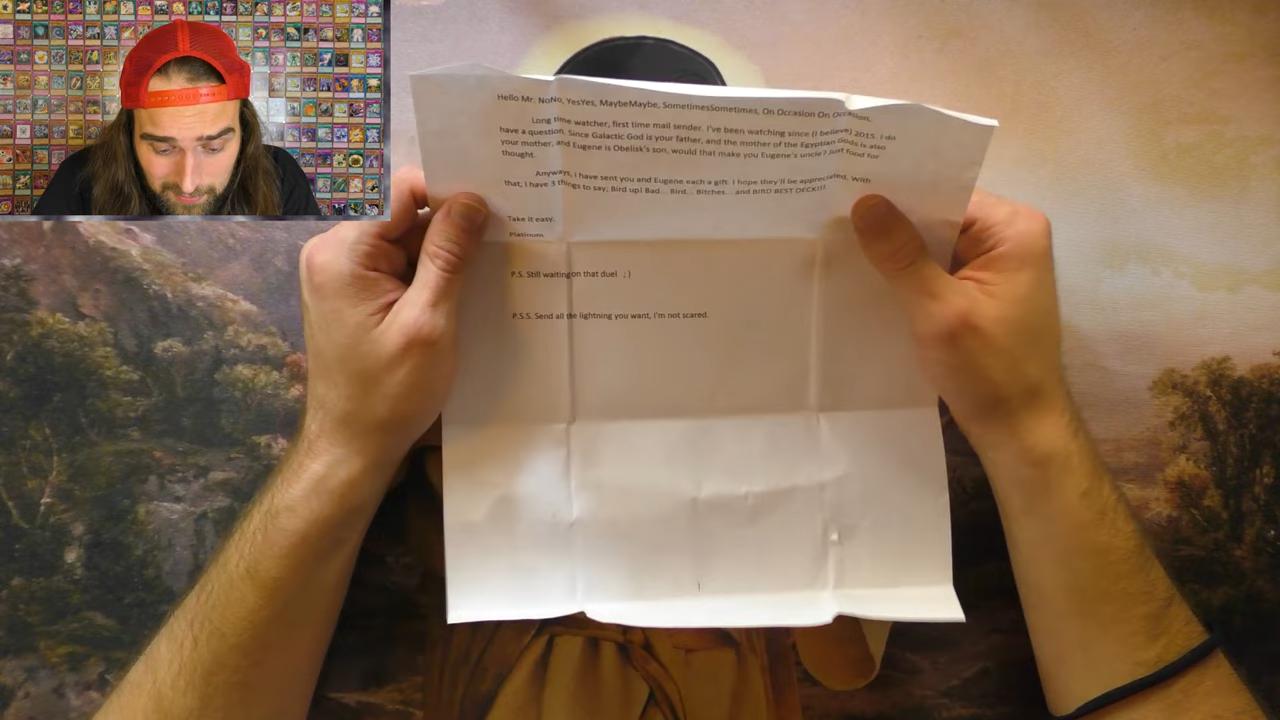 Hello Mr. NoNo, YesYes, MaybeMaybe, SometimesSometimes, On Occasion On Occasion,
Long time watcher, first time mail sender. I've been watching since (I believe) 2015. I do
have a question. Since Galactic God is your father, and the mother of the Egyptian Gods is also
your mother, and Eugene is Obelisk's son, would that make you Eugene's uncle? Just food for
thought.
Anyways, I have sent you and Eugene each a gift. I hope they'll be appreciated. With
that, I have 3 things to say; Bird up! Bad... Bird... Bitches... and BIRD BEST DECK!!!
Take it easy.
Platinum
P.S. Still waiting on that duel ; )
P.S.S. Send all the lightning you want, I'm not scared.